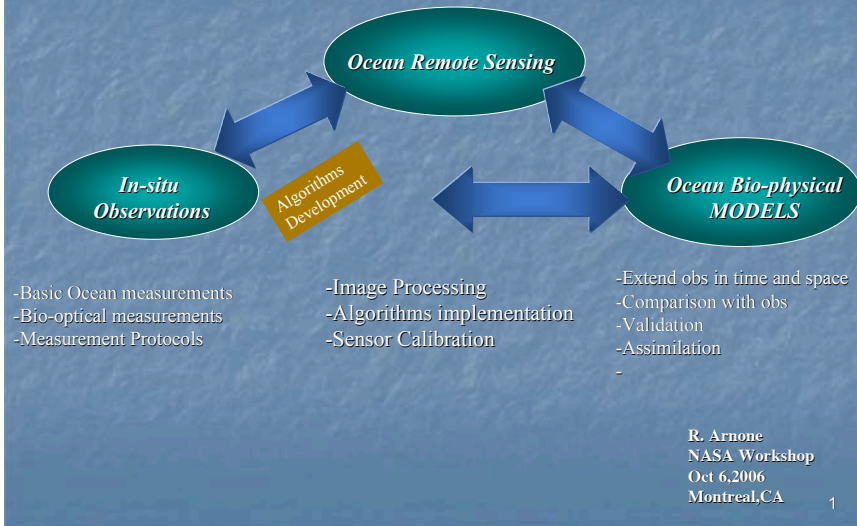 Ocean Remote Sensing
In-situ
Observations
Algorithms
Development
Ocean Bio-physical
MODELS
-Basic Ocean measurements
-Bio-optical measurements
-Measurement Protocols
-Image Processing
-Algorithms implementation
-Sensor Calibration
-Extend obs in time and space
-Comparison with obs
-Validation
-Assimilation
-
R. Arnone
NASA Workshop
Oct 6,2006
Montreal,CA
1